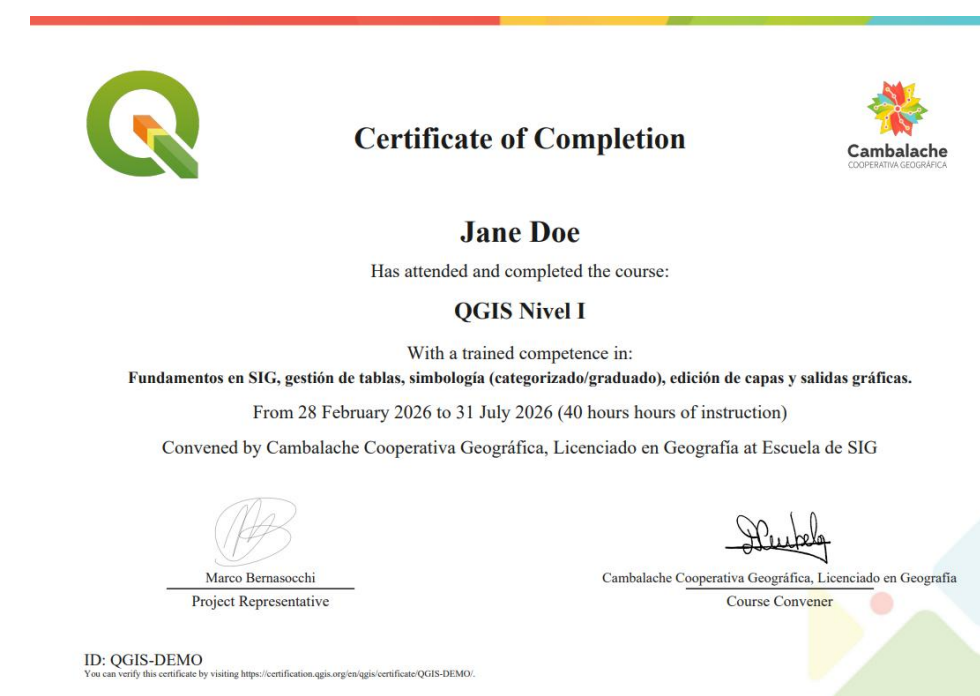 Certificate of Completion
Cambalache
COOPERATIVA GEOGRÁFICA
Jane Doe
Has attended and completed the course:
QGIS Nivel I
With a trained competence in:
Fundamentos en SIG, gestión de tablas, simbología (categorizado/graduado), edición de capas y salidas gráficas.
From 28 February 2026 to 31 July 2026 (40 hours hours of instruction)
Convened by Cambalache Cooperativa Geográfica, Licenciado en Geografía at Escuela de SIG
Marco Bernasocchi
Project Representative
Cambalache Cooperativa Geográfica, Licenciado en Geografía
Course Convener
ID: QGIS-DEMO
You can verify this certificate by visiting https://certification.qgis.org/en/qgis/certificate/QGIS-DEMO/.